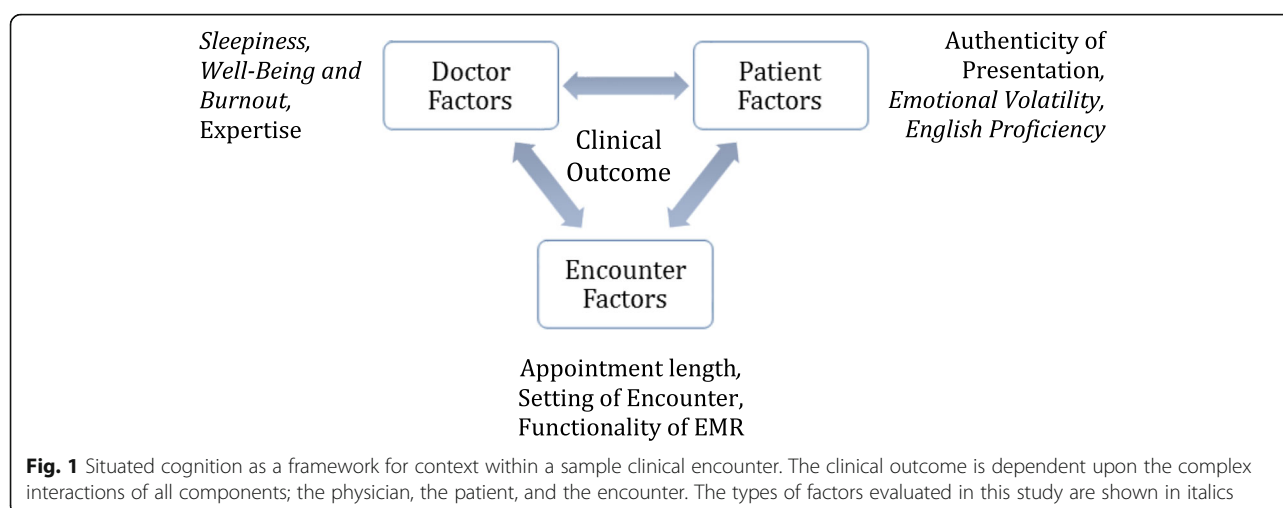 Sleepiness,
Well-Being and
Burnout,
Expertise
Doctor
Factors
Patient
Factors
Authenticity of
Presentation,
Emotional Volatility,
English Proficiency
Clinical
Outcome
Encounter
Factors
Appointment length,
Setting of Encounter,
Functionality of EMR
Fig. 1 Situated cognition as a framework for context within a sample clinical encounter. The clinical outcome is dependent upon the complex
interactions of all components; the physician, the patient, and the encounter. The types of factors evaluated in this study are shown in italics